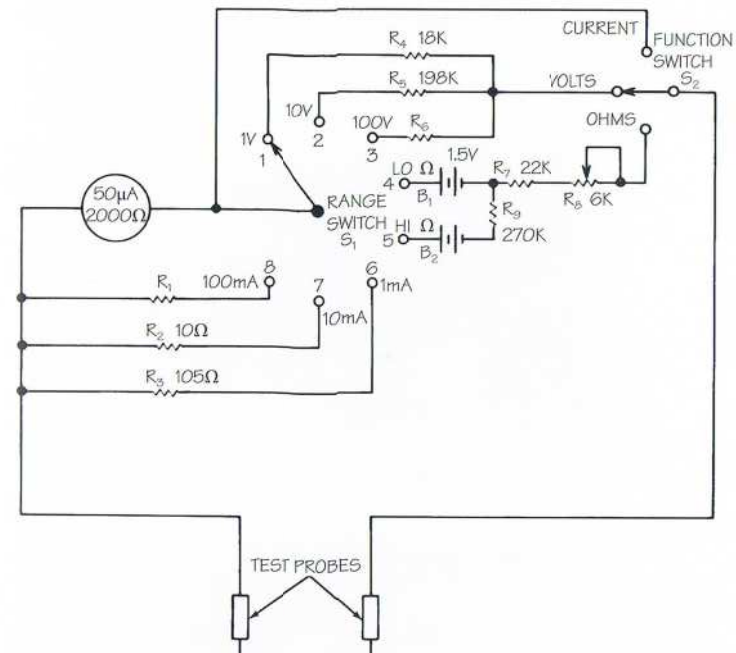 CURRENT
FUNCTION
SWITCH
S₂
R₄ 18K
R₅ 198K
VOLTS
10V
2
100V
R₆
3
OHMS
1V
1
1.5V
LO Ω
4
B₁
R₇ 22K
R₈ 6K
50µA
2000Ω
RANGE
SWITCH
S₁
HI Ω
5
B₂
R₉
270K
R₁
100mA
8
7
10mA
6
1mA
R₂ 10Ω
R₃ 105Ω
TEST PROBES